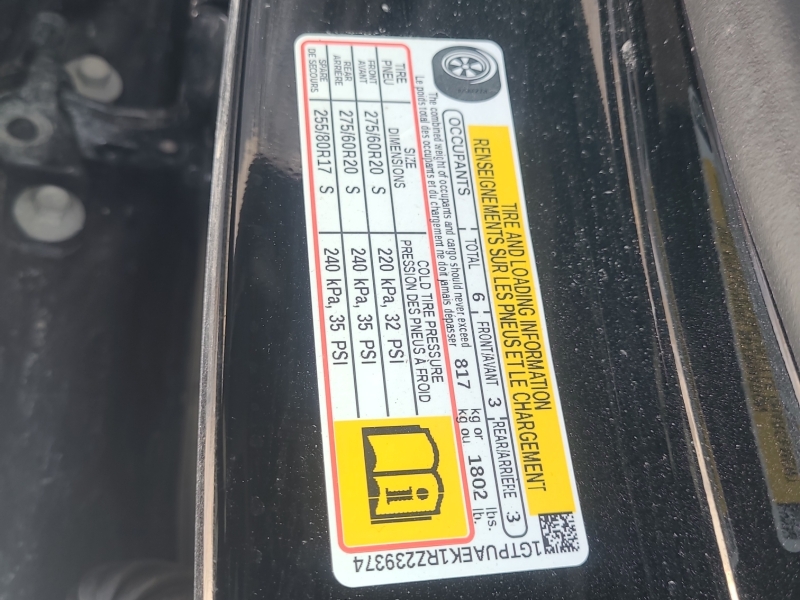 TIRE AND LOADING INFORMATION
RENSEIGNEMENTS SUR LES PNEUS ET LE CHARGEMENT
OCCUPANTS TOTAL 6 FRONT/AVANT 3 REAR/ARRIÈRE 3
The combined weight of occupants and cargo should never exceed 817 kg or 1802 lbs.
Le poids total des occupants et du chargement ne doit jamais dépasser kg ou lb.
TIRE SIZE COLD TIRE PRESSURE
PNEU DIMENSIONS PRESSION DES PNEUS À FROID
FRONT
AVANT 275/60R20 S 220 kPa, 32 PSI
REAR
ARRIÈRE 275/60R20 S 240 kPa, 35 PSI
SPARE
DE SECOURS 255/80R17 S 240 kPa, 35 PSI
1GTPUAEK1RZ239374